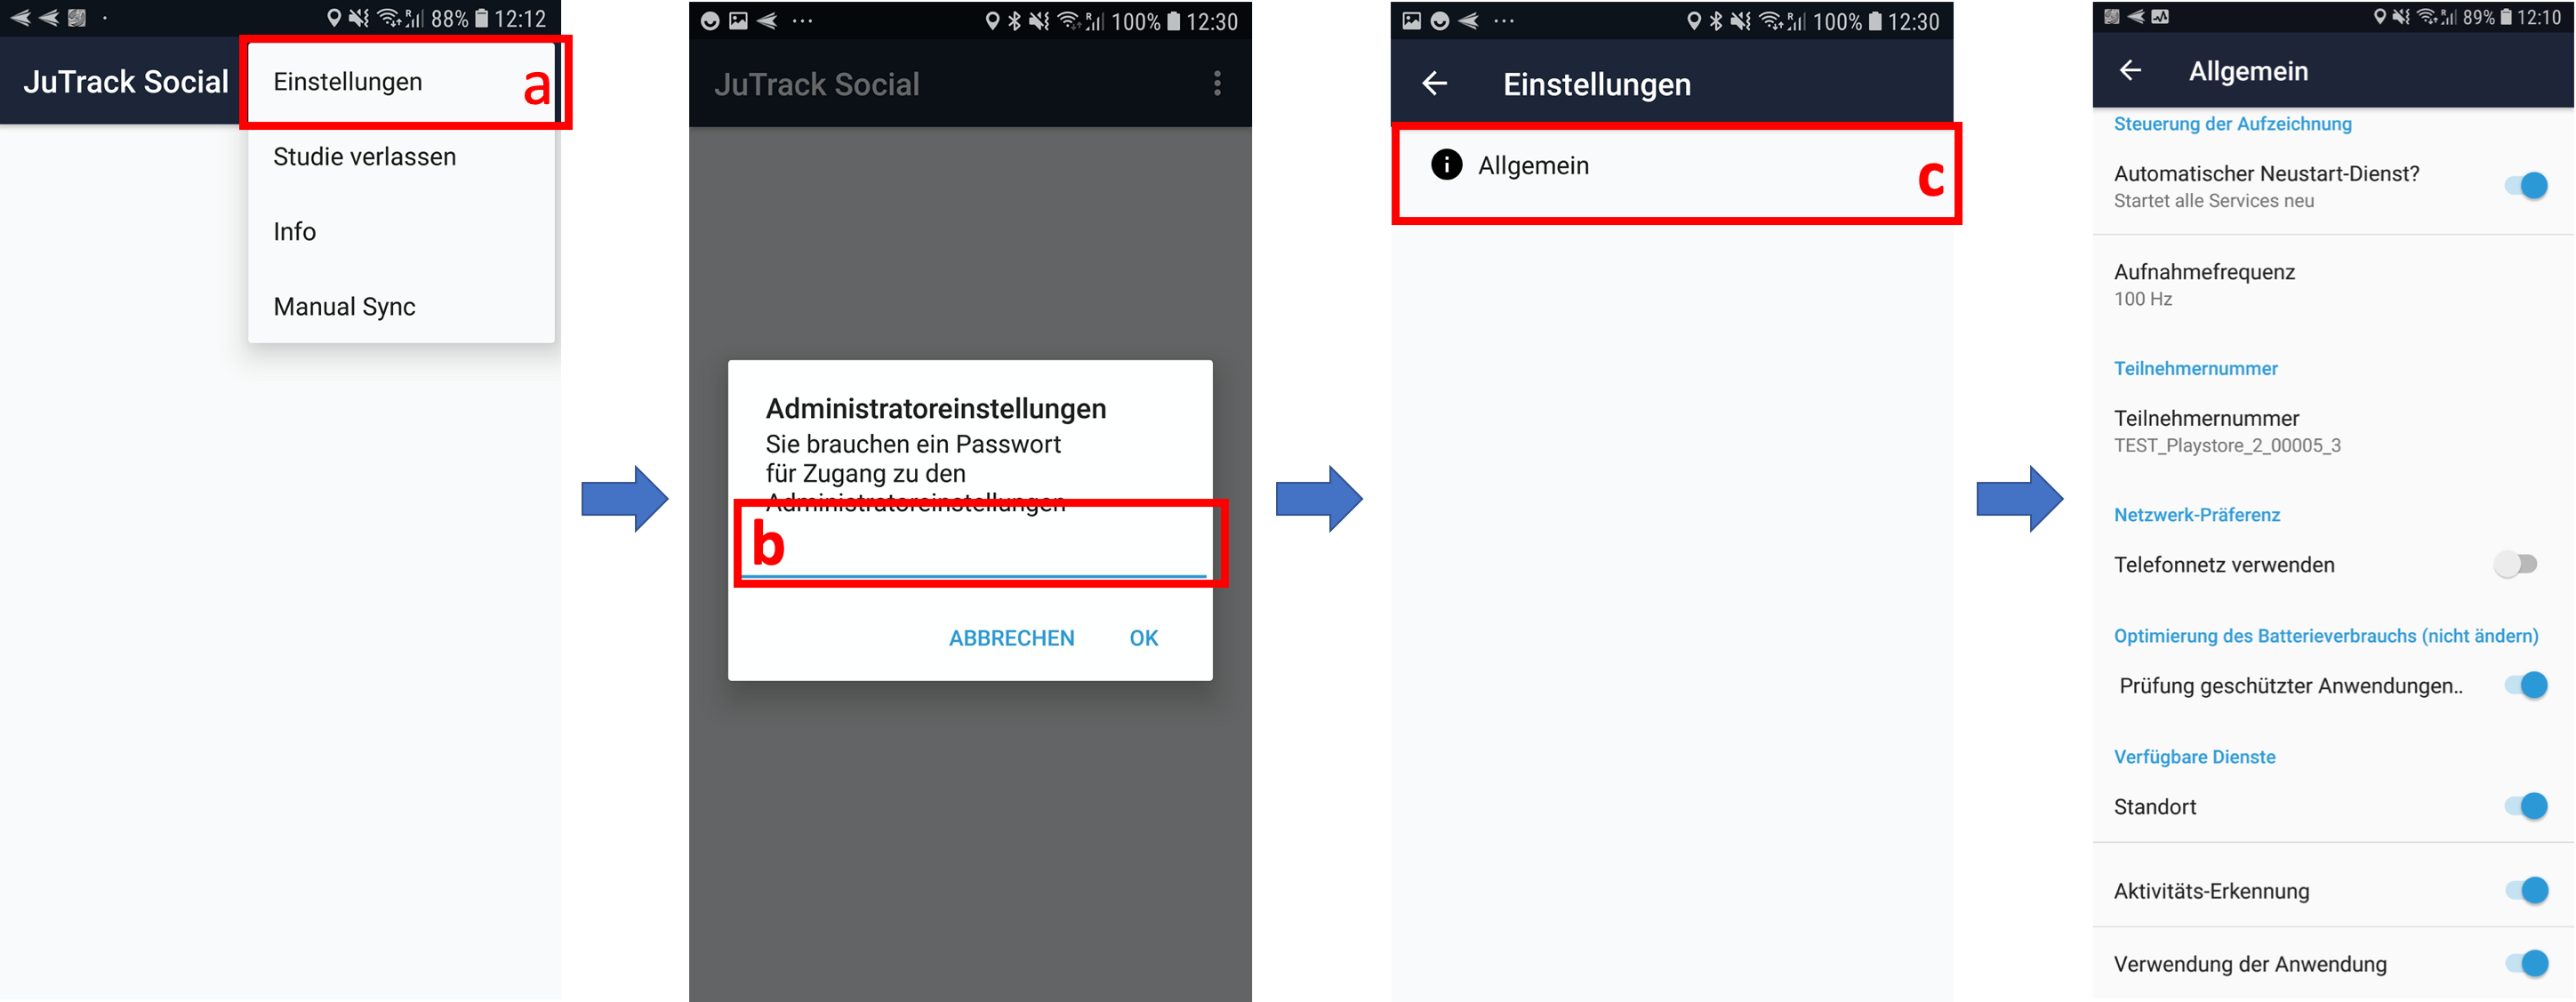 88% 12:12
JuTrack Social
Einstellungen
a
Studie verlassen
Info
Manual Sync
100% 12:30
JuTrack Social
Administratoreinstellungen
Sie brauchen ein Passwort
für Zugang zu den
Administratoreinstellungen
b
ABBRECHEN OK
100% 12:30
Einstellungen
Allgemein
c
89% 12:10
Allgemein
Steuerung der Aufzeichnung
Automatischer Neustart-Dienst?
Startet alle Services neu
Aufnahmefrequenz
100 Hz
Teilnehmernummer
Teilnehmernummer
TEST_Playstore_2_00005_3
Netzwerk-Präferenz
Telefonnetz verwenden
Optimierung des Batterieverbrauchs (nicht ändern)
Prüfung geschützter Anwendungen..
Verfügbare Dienste
Standort
Aktivitäts-Erkennung
Verwendung der Anwendung